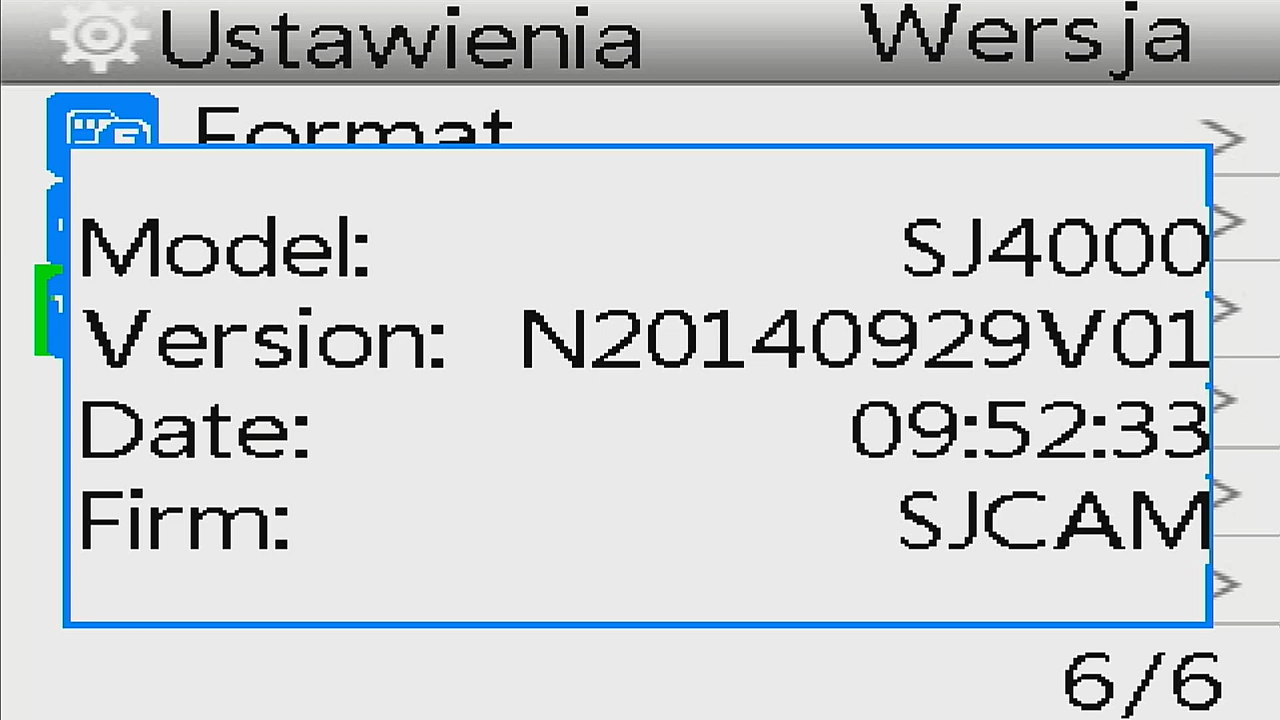 Ustawienia Wersja
Format
Model: SJ4000
Version: N20140929V01
Date: 09:52:33
Firm: SJCAM
6/6